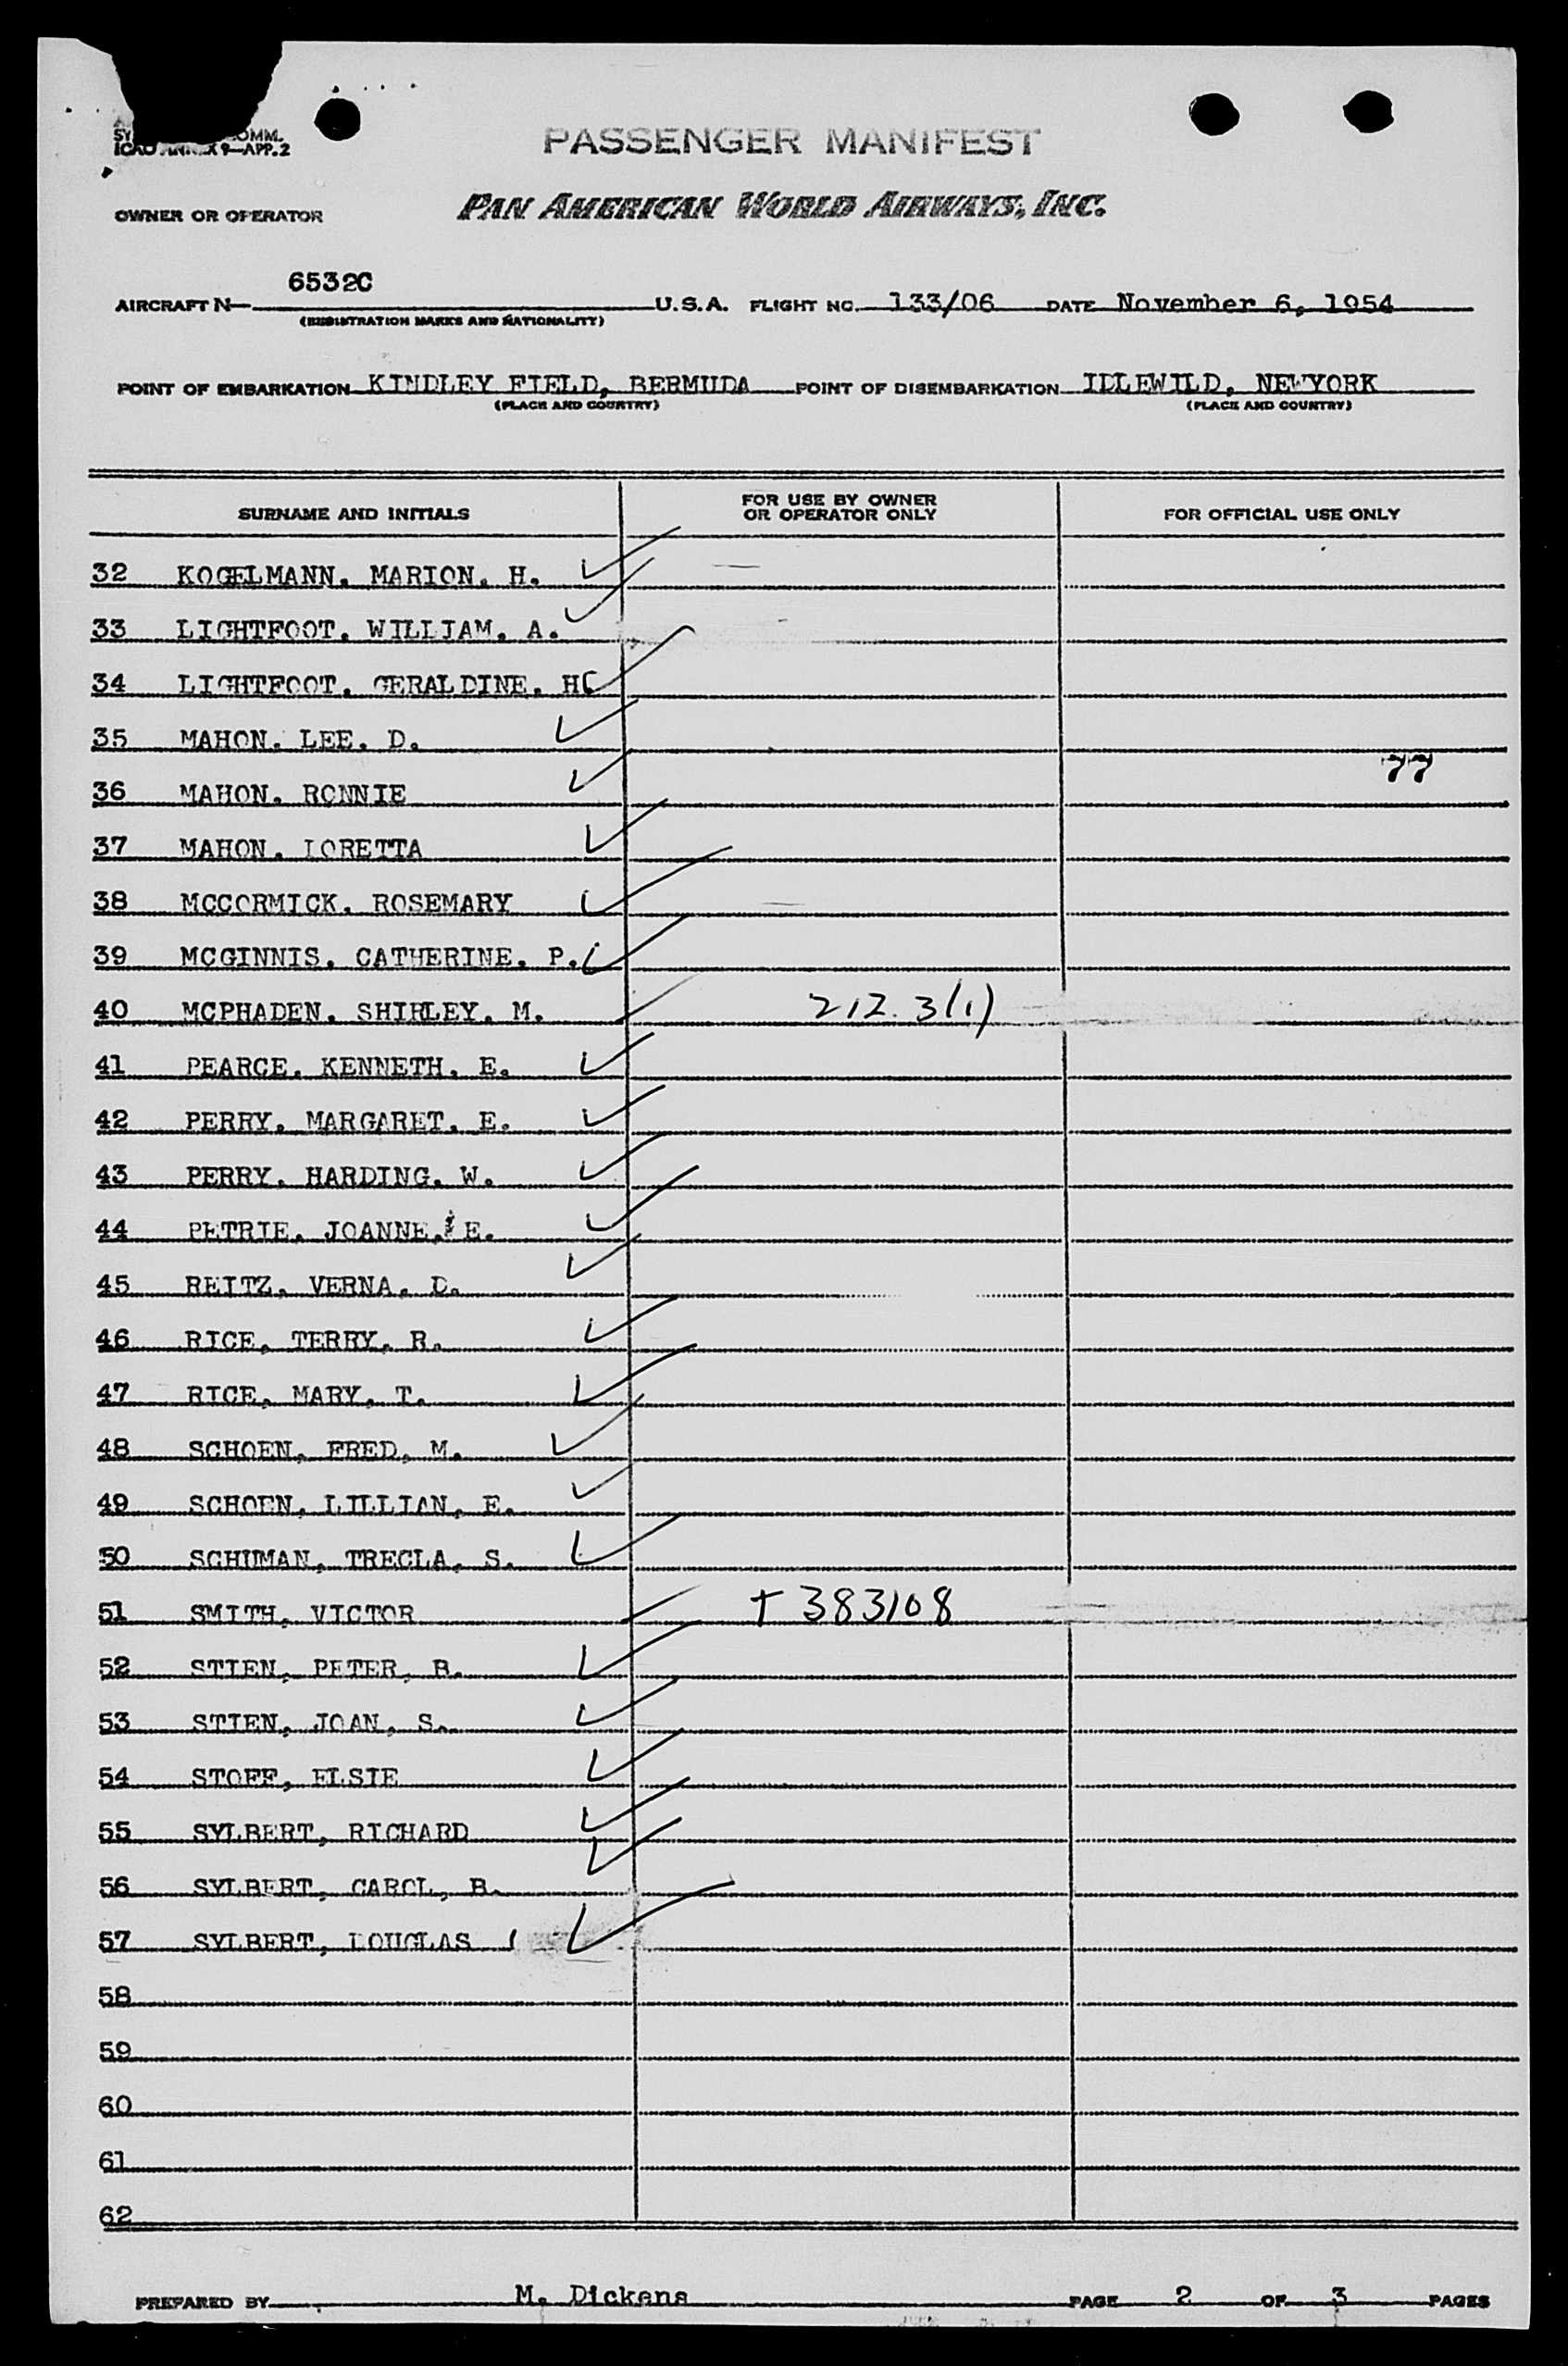 OMM.
ICAO ANNEX 9—APP.2
PASSENGER MANIFEST
OWNER OR OPERATOR PAN AMERICAN WORLD AIRWAYS, INC.
6532C
AIRCRAFT N— U.S.A. FLIGHT NO. 133/06 DATE November 6, 1954
(REGISTRATION MARKS AND NATIONALITY)
POINT OF EMBARKATION KINDLEY FIELD, BERMUDA POINT OF DISEMBARKATION IDLEWILD, NEWYORK
(PLACE AND COUNTRY) (PLACE AND COUNTRY)
SURNAME AND INITIALS FOR USE BY OWNER OR OPERATOR ONLY FOR OFFICIAL USE ONLY
32 KOGELMANN. MARION. H.
33 LIGHTFOOT. WILLIAM. A.
34 LIGHTFOOT. GERALDINE. H
35 MAHON. LEE. D.
77
36 MAHON. RONNIE
37 MAHON. LORETTA
38 MCCORMICK. ROSEMARY
39 MCGINNIS. CATHERINE. P.
40 MCPHADEN. SHIRLEY. M. 212.3(1)
41 PEARCE. KENNETH. E.
42 PERRY. MARGARET. E.
43 PERRY. HARDING. W.
44 PETRIE. JOANNE. E.
45 REITZ, VERNA, D.
46 RICE, TERRY, R.
47 RICE, MARY, T.
48 SCHOEN, FRED, M.
49 SCHOEN, LILLIAN, E.
50 SCHUMAN, TRECLA, S.
51 SMITH, VICTOR T 383108
52 STIEN, PETER, B.
53 STIEN, JOAN, S.
54 STOFF, ELSIE
55 SYLBERT, RICHARD
56 SYLBERT, CAROL, B.
57 SYLBERT, DOUGLAS
58
59
60
61
62
PREPARED BY M. Dickens PAGE 2 OF 3 PAGES